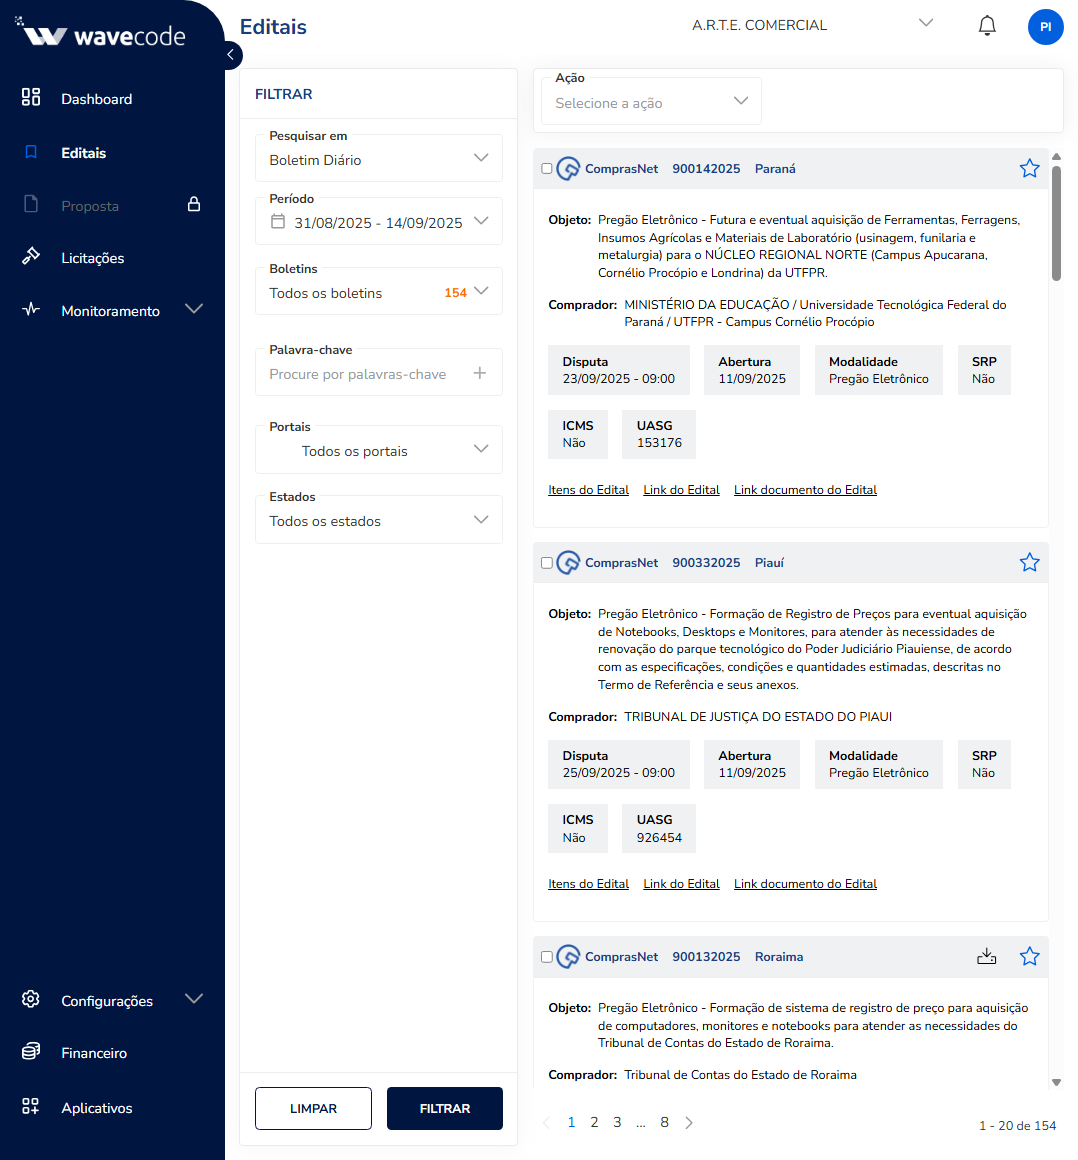 wavecode
Dashboard
Editais
Proposta
Licitações
Monitoramento
Configurações
Financeiro
Aplicativos
Editais
A.R.T.E. COMERCIAL
PI
FILTRAR
Pesquisar em
Boletim Diário
Período
31/08/2025 - 14/09/2025
Boletins
Todos os boletins 154
Palavra-chave
Procure por palavras-chave
Portais
Todos os portais
Estados
Todos os estados
LIMPAR
FILTRAR
Ação
Selecione a ação
ComprasNet 900142025 Paraná
Objeto: Pregão Eletrônico - Futura e eventual aquisição de Ferramentas, Ferragens,
Insumos Agrícolas e Materiais de Laboratório (usinagem, funilaria e
metalurgia) para o NÚCLEO REGIONAL NORTE (Campus Apucarana,
Cornélio Procópio e Londrina) da UTFPR.
Comprador: MINISTÉRIO DA EDUCAÇÃO / Universidade Tecnológica Federal do
Paraná / UTFPR - Campus Cornélio Procópio
Disputa
23/09/2025 - 09:00
Abertura
11/09/2025
Modalidade
Pregão Eletrônico
SRP
Não
ICMS
Não
UASG
153176
Itens do Edital Link do Edital Link documento do Edital
ComprasNet 900332025 Piauí
Objeto: Pregão Eletrônico - Formação de Registro de Preços para eventual aquisição
de Notebooks, Desktops e Monitores, para atender às necessidades de
renovação do parque tecnológico do Poder Judiciário Piauiense, de acordo
com as especificações, condições e quantidades estimadas, descritas no
Termo de Referência e seus anexos.
Comprador: TRIBUNAL DE JUSTIÇA DO ESTADO DO PIAUI
Disputa
25/09/2025 - 09:00
Abertura
11/09/2025
Modalidade
Pregão Eletrônico
SRP
Não
ICMS
Não
UASG
926454
Itens do Edital Link do Edital Link documento do Edital
ComprasNet 900132025 Roraima
Objeto: Pregão Eletrônico - Formação de sistema de registro de preço para aquisição
de computadores, monitores e notebooks para atender as necessidades do
Tribunal de Contas do Estado de Roraima.
Comprador: Tribunal de Contas do Estado de Roraima
1 2 3 ... 8
1 - 20 de 154